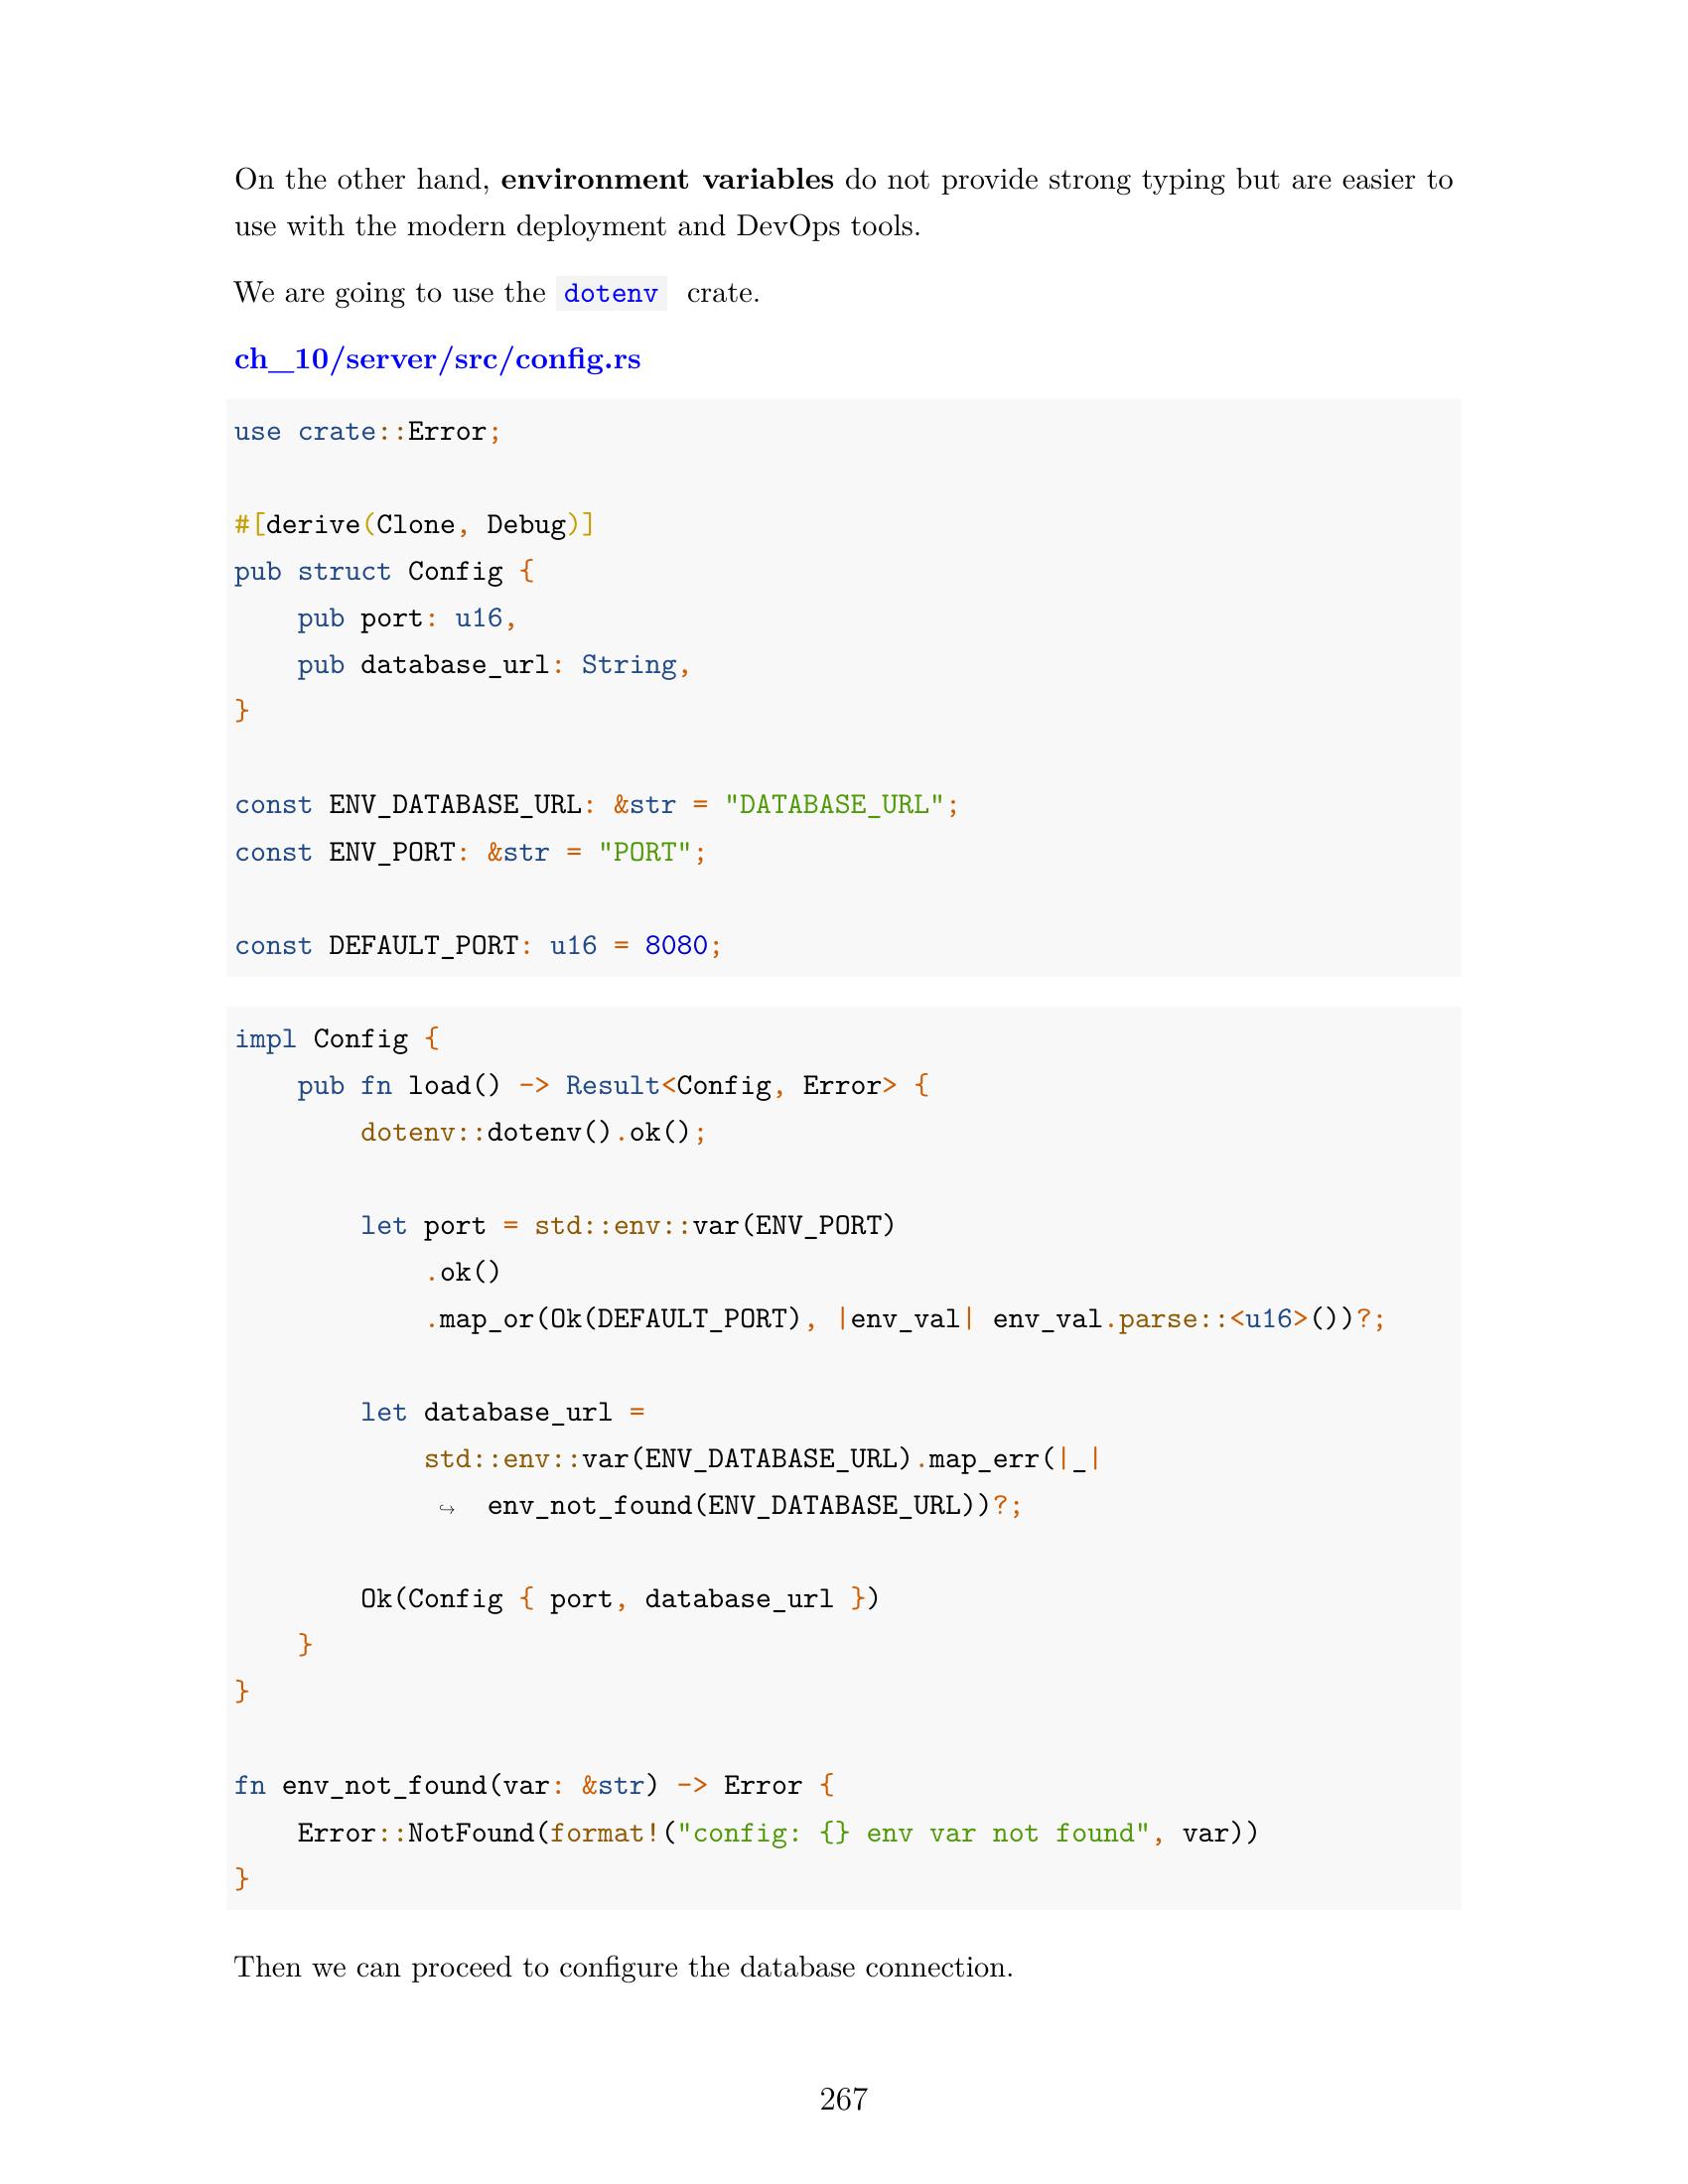 On the other hand, environment variables do not provide strong typing but are easier to
use with the modern deployment and DevOps tools.
We are going to use the dotenv crate.
ch_10/server/src/config.rs
use crate::Error;
#[derive(Clone, Debug)]
pub struct Config {
    pub port: u16,
    pub database_url: String,
}
const ENV_DATABASE_URL: &str = "DATABASE_URL";
const ENV_PORT: &str = "PORT";
const DEFAULT_PORT: u16 = 8080;
impl Config {
    pub fn load() -> Result<Config, Error> {
        dotenv::dotenv().ok();
        let port = std::env::var(ENV_PORT)
            .ok()
            .map_or(Ok(DEFAULT_PORT), |env_val| env_val.parse::<u16>())?;
        let database_url =
            std::env::var(ENV_DATABASE_URL).map_err(|_|
            ↪ env_not_found(ENV_DATABASE_URL))?;
        Ok(Config { port, database_url })
    }
}
fn env_not_found(var: &str) -> Error {
    Error::NotFound(format!("config: {} env var not found", var))
}
Then we can proceed to configure the database connection.
267